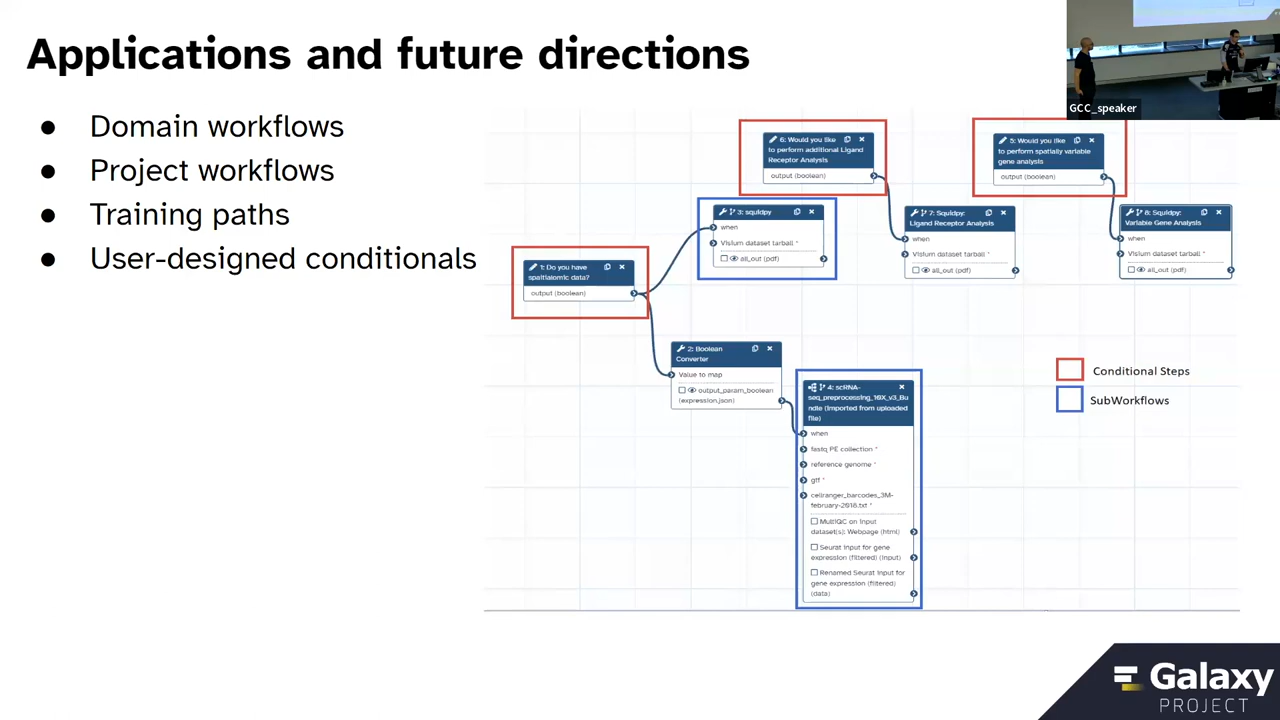 Applications and future directions
GCC_speaker
● Domain workflows
● Project workflows
● Training paths
● User-designed conditionals
6: Would you like
to perform additional Ligand
Receptor Analysis
output (boolean)
5: Would you like
to perform spatially variable
gene analysis
output (boolean)
3: squidpy
when
Visium dataset tarball *
all_out (pdf)
7: Squidpy:
Ligand Receptor Analysis
when
Visium dataset tarball *
all_out (pdf)
8: Squidpy:
Variable Gene Analysis
when
Visium dataset tarball *
all_out (pdf)
1: Do you have
spaitialomic data?
output (boolean)
2: Boolean
Converter
Value to map
output_param_boolean
(expression.json)
4: scRNA-
seq_preprocessing_10X_v3_Bu
ndle (imported from uploaded
file)
when
fastq PE collection *
reference genome *
gtf *
cellranger_barcodes_3M-
february-2018.txt *
MultiQC on input
dataset(s): Webpage (html)
Seurat input for gene
expression (filtered) (input)
Renamed Seurat input for
gene expression (filtered)
(data)
Conditional Steps
SubWorkflows
Galaxy
PROJECT